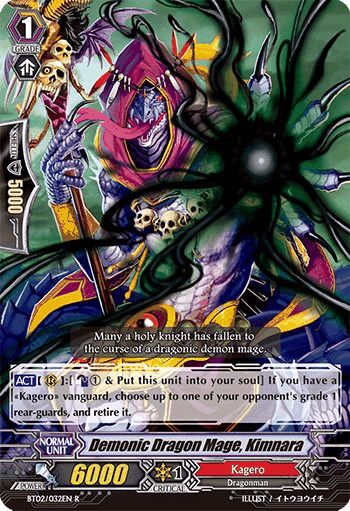 1
GRADE
SHIELD
5000
Many a holy knight has fallen to
the curse of a dragonic demon mage.
ACT [ ]:[ ① & Put this unit into your soul] If you have a
«Kagero» vanguard, choose up to one of your opponent's grade 1
rear-guards, and retire it.
NORMAL
UNIT
Demonic Dragon Mage, Kimnara
POWER
6000
1
CRITICAL
Kagero
Dragonman
BT02/032EN R
ILLUST / イトウヨウイチ